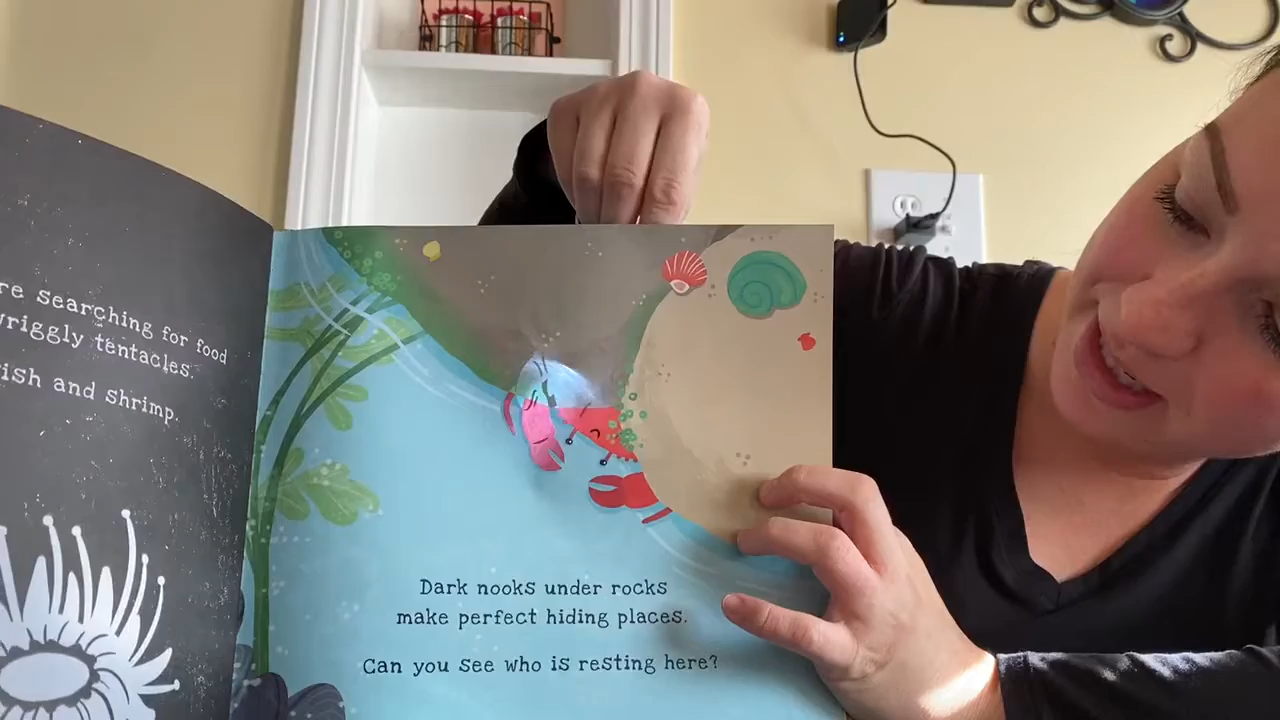 re searching for food
wriggly tentacles.
ish and shrimp.
Dark nooks under rocks
make perfect hiding places.
Can you see who is resting here?